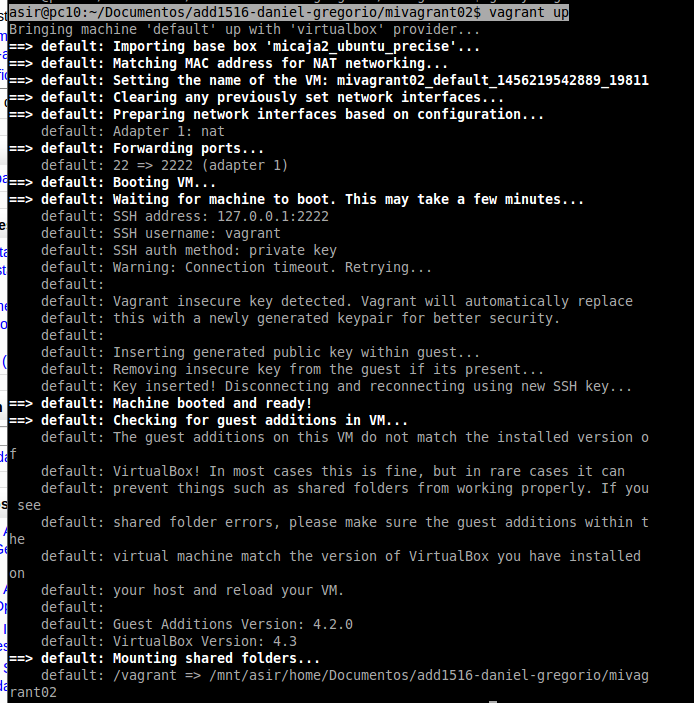 asir@pc10:~/Documentos/add1516-daniel-gregorio/mivagrant02$ vagrant up
Bringing machine 'default' up with 'virtualbox' provider...
==> default: Importing base box 'micaja2_ubuntu_precise'...
==> default: Matching MAC address for NAT networking...
==> default: Setting the name of the VM: mivagrant02_default_1456219542889_19811
==> default: Clearing any previously set network interfaces...
==> default: Preparing network interfaces based on configuration...
    default: Adapter 1: nat
==> default: Forwarding ports...
    default: 22 => 2222 (adapter 1)
==> default: Booting VM...
==> default: Waiting for machine to boot. This may take a few minutes...
    default: SSH address: 127.0.0.1:2222
    default: SSH username: vagrant
    default: SSH auth method: private key
    default: Warning: Connection timeout. Retrying...
    default:
    default: Vagrant insecure key detected. Vagrant will automatically replace
    default: this with a newly generated keypair for better security.
    default:
    default: Inserting generated public key within guest...
    default: Removing insecure key from the guest if its present...
    default: Key inserted! Disconnecting and reconnecting using new SSH key...
==> default: Machine booted and ready!
==> default: Checking for guest additions in VM...
    default: The guest additions on this VM do not match the installed version o
f
    default: VirtualBox! In most cases this is fine, but in rare cases it can
    default: prevent things such as shared folders from working properly. If you
 see
    default: shared folder errors, please make sure the guest additions within t
he
    default: virtual machine match the version of VirtualBox you have installed
on
    default: your host and reload your VM.
    default:
    default: Guest Additions Version: 4.2.0
    default: VirtualBox Version: 4.3
==> default: Mounting shared folders...
    default: /vagrant => /mnt/asir/home/Documentos/add1516-daniel-gregorio/mivag
rant02